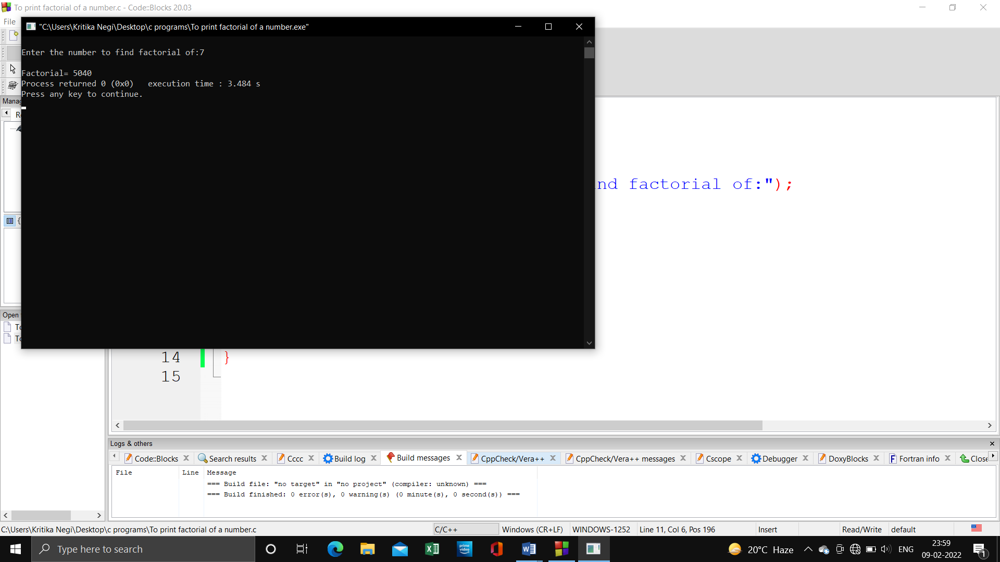 To print factorial of a number.c - Code::Blocks 20.03
File
"C:\Users\Kritika Negi\Desktop\c programs\To print factorial of a number.exe"
Enter the number to find factorial of:7
Factorial= 5040
Process returned 0 (0x0)   execution time : 3.484 s
Press any key to continue.
Manag
nd factorial of:");
{
Open
To
To
14 }
15
Logs & others
Code::Blocks Search results Cccc Build log Build messages CppCheck/Vera++ CppCheck/Vera++ messages Cscope Debugger DoxyBlocks Fortran info Close
File Line Message
=== Build file: "no target" in "no project" (compiler: unknown) ===
=== Build finished: 0 error(s), 0 warning(s) (0 minute(s), 0 second(s)) ===
C:\Users\Kritika Negi\Desktop\c programs\To print factorial of a number.c C/C++ Windows (CR+LF) WINDOWS-1252 Line 11, Col 6, Pos 196 Insert Read/Write default
Type here to search
prime video
20°C Haze
ENG
23:59
09-02-2022
1